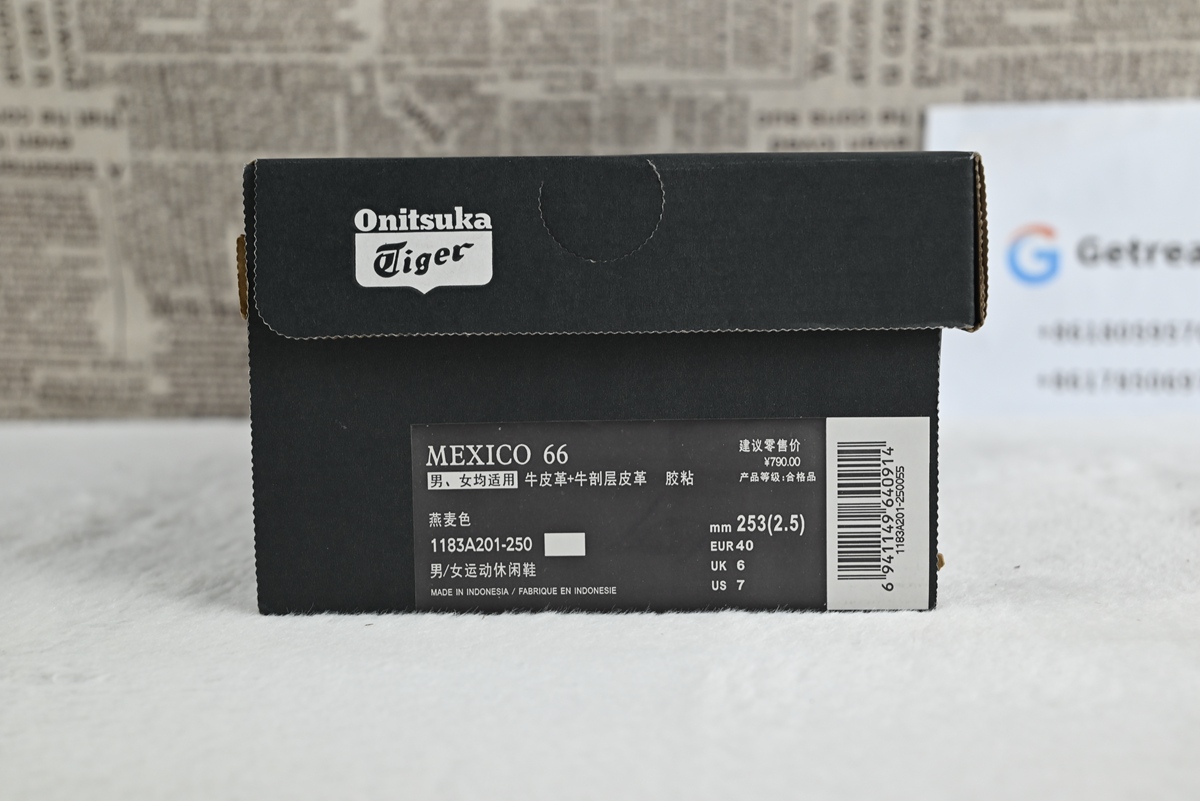 Onitsuka
Tiger
MEXICO 66
男、女均适用 牛皮革+牛剖层皮革 胶粘
建议零售价
¥790.00
产品等级:合格品
燕麦色
1183A201-250
男/女运动休闲鞋
MADE IN INDONESIA / FABRIQUE EN INDONESIE
mm 253(2.5)
EUR 40
UK 6
US 7
6 941149 640914
1183A201-250055
Getrea